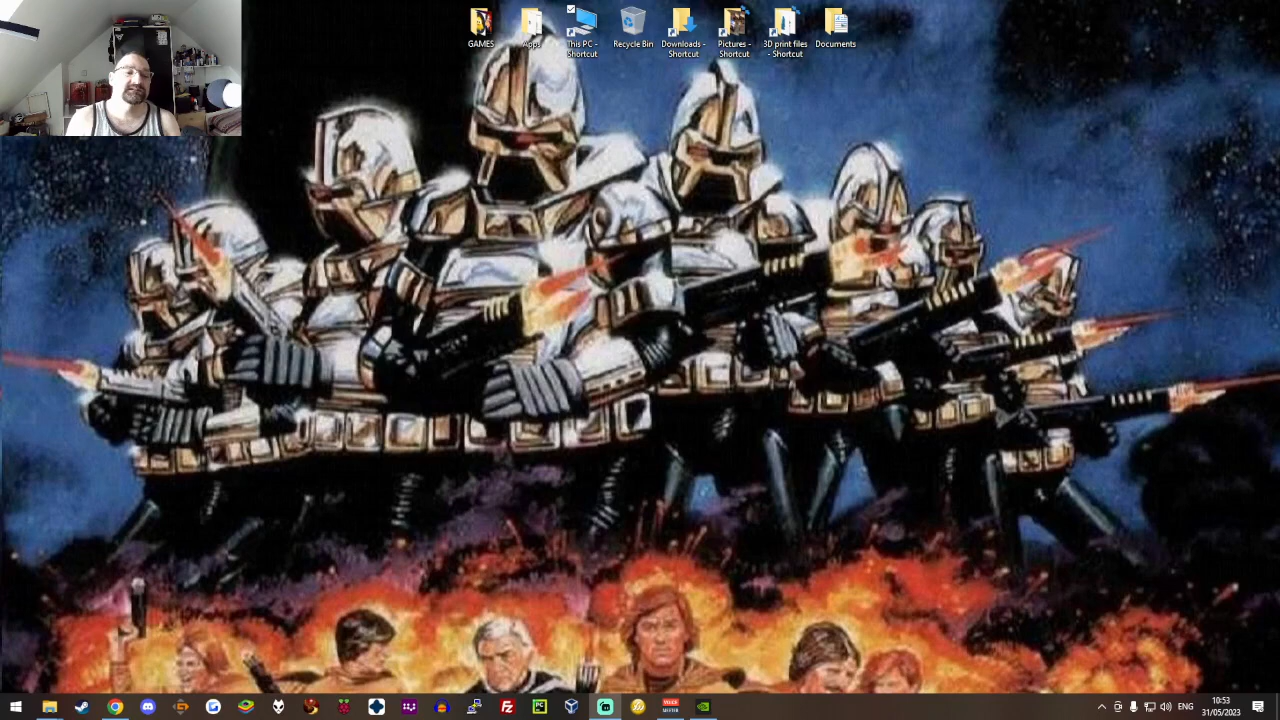 GAMES
Apps
This PC -
Shortcut
Recycle Bin
Downloads -
Shortcut
Pictures -
Shortcut
3D print files
- Shortcut
Documents
ENG
10:53
31/05/2023